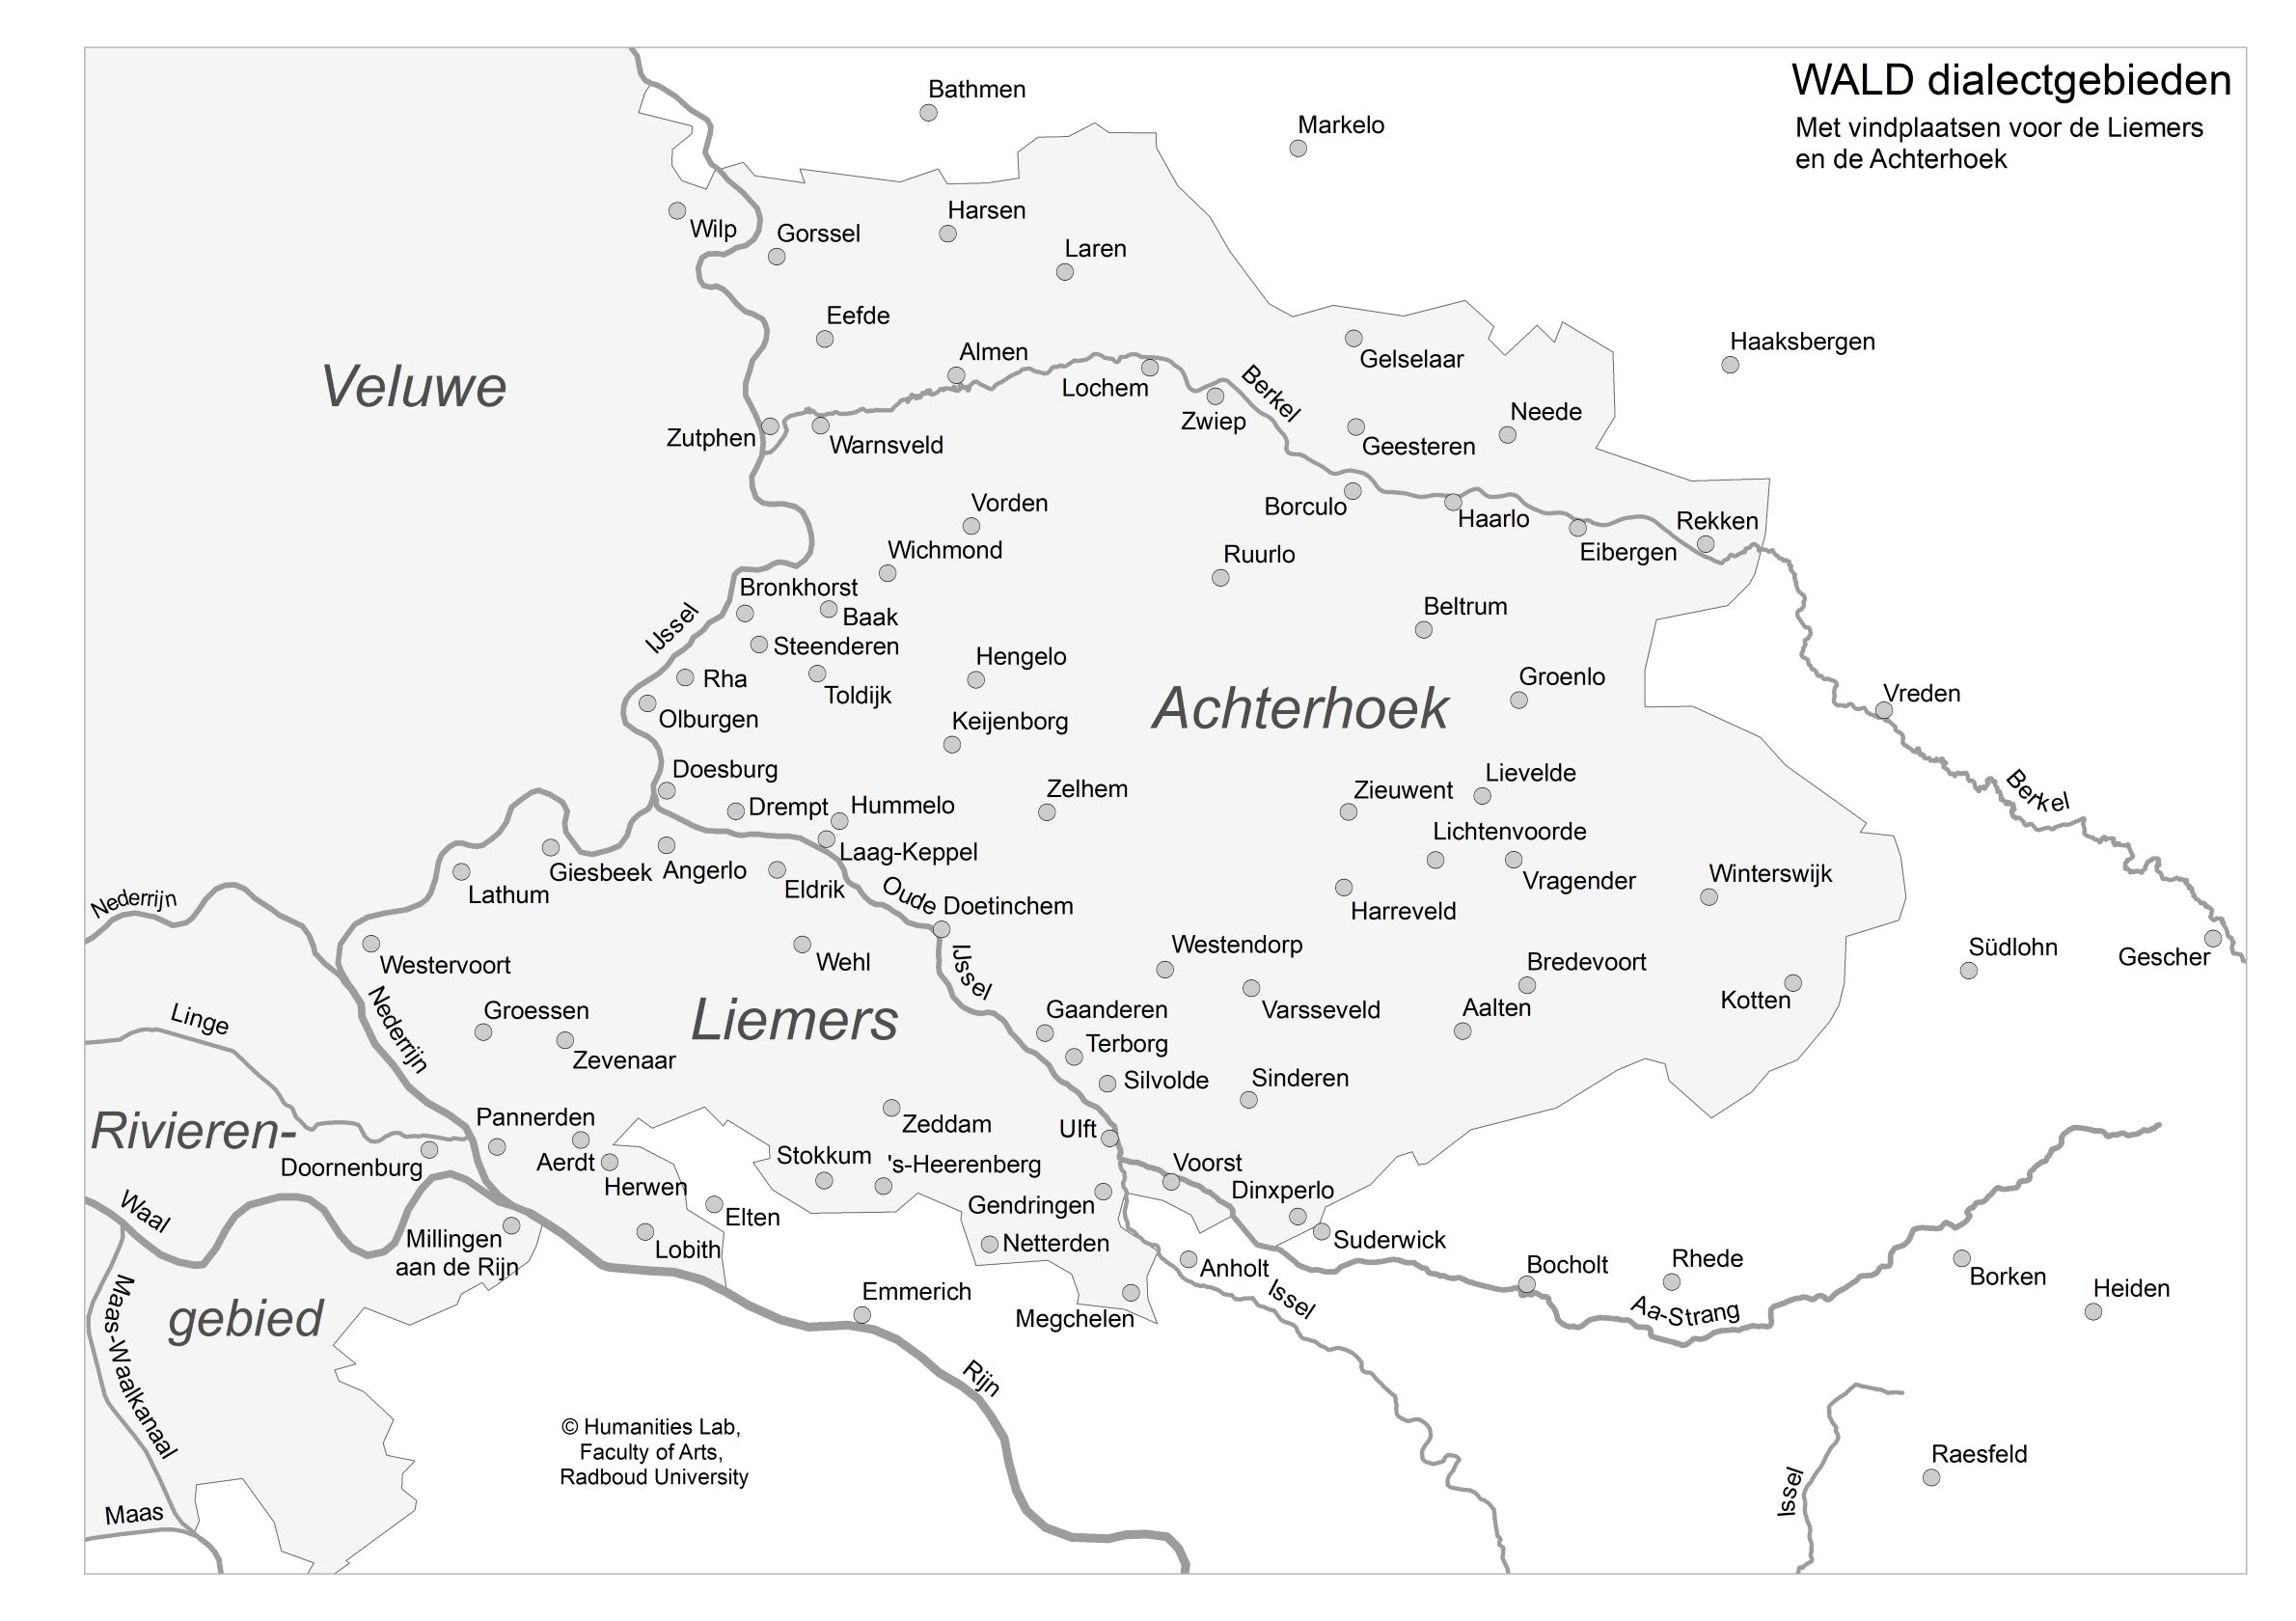 WALD dialectgebieden
Met vindplaatsen voor de Liemers
en de Achterhoek
Bathmen
Markelo
Wilp
Gorssel
Harsen
Laren
Eefde
Almen
Lochem
Zwiep
Berkel
Gelselaar
Haaksbergen
Veluwe
Zutphen
Warnsveld
Geesteren
Neede
Vorden
Borculo
Haarlo
Rekken
Wichmond
Ruurlo
Eibergen
Bronkhorst
Baak
Beltrum
IJssel
Steenderen
Hengelo
Rha
Toldijk
Groenlo
Vreden
Olburgen
Keijenborg
Achterhoek
Doesburg
Drempt
Hummelo
Zelhem
Zieuwent
Lievelde
Berkel
Lichtenvoorde
Laag-Keppel
Giesbeek
Angerlo
Eldrik
Lathum
Vragender
Winterswijk
Nederrijn
Oude
IJssel
Doetinchem
Harreveld
Westervoort
Wehl
Westendorp
Bredevoort
Südlohn
Gescher
Nederrijn
Linge
Groessen
Zevenaar
Liemers
Gaanderen
Varsseveld
Aalten
Kotten
Terborg
Silvolde
Sinderen
Rivieren-
gebied
Pannerden
Zeddam
Ulft
Doornenburg
Aerdt
Herwen
Stokkum
's-Heerenberg
Voorst
Waal
Elten
Gendringen
Dinxperlo
Millingen
aan de Rijn
Lobith
Netterden
Suderwick
Anholt
Issel
Bocholt
Rhede
Borken
Heiden
Maas-Waalkanaal
Emmerich
Megchelen
Aa-Strang
Rijn
© Humanities Lab,
Faculty of Arts,
Radboud University
Raesfeld
Issel
Maas